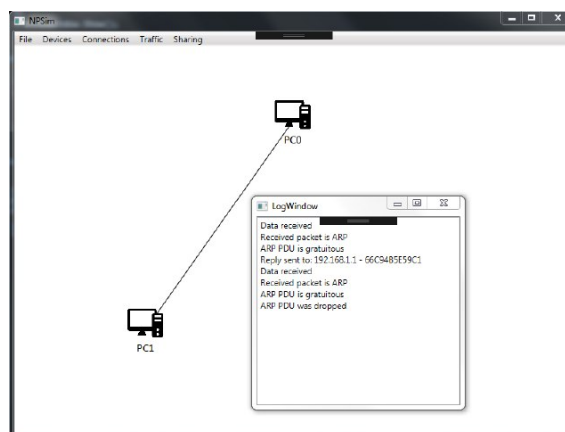 NPSim
File Devices Connections Traffic Sharing
PC0
LogWindow
Data received
Received packet is ARP
ARP PDU is gratuitous
Reply sent to: 192.168.1.1 - 66C9485E59C1
Data received
Received packet is ARP
ARP PDU is gratuitous
ARP PDU was dropped
PC1